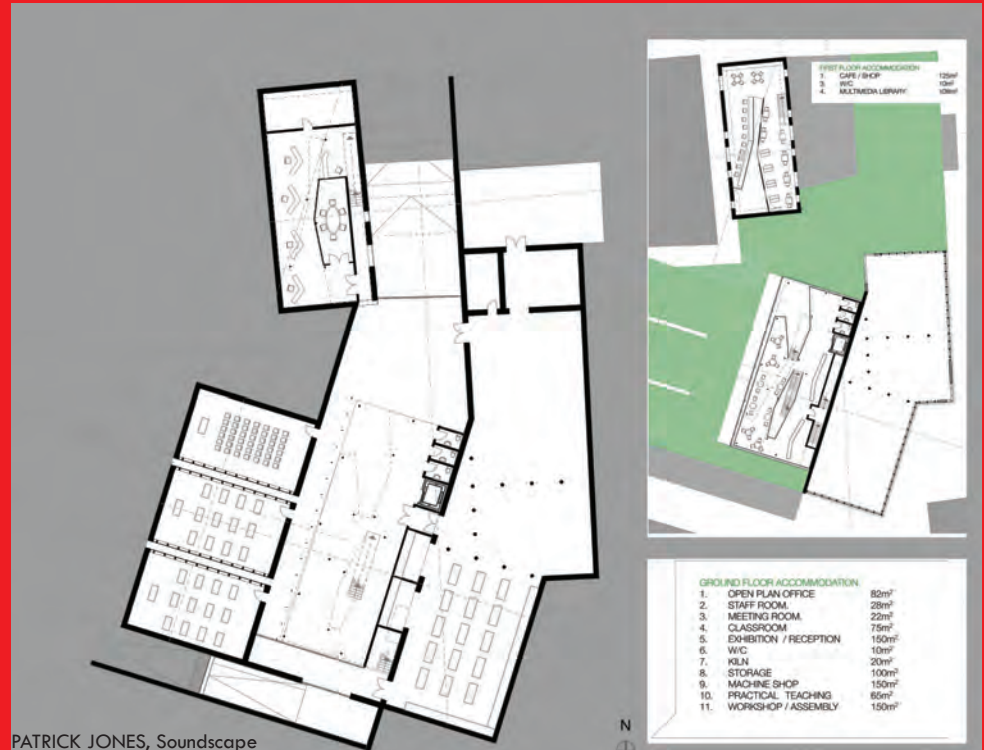 FIRST FLOOR ACCOMMODATION
1. CAFE / SHOP 125m²
3. W/C 10m²
4. MULTIMEDIA LIBRARY 109m²
GROUND FLOOR ACCOMMODATION.
1. OPEN PLAN OFFICE 82m²
2. STAFF ROOM. 28m²
3. MEETING ROOM. 22m²
4. CLASSROOM 75m²
5. EXHIBITION / RECEPTION 150m²
6. W/C 10m²
7. KILN 20m²
8. STORAGE 100m²
9. MACHINE SHOP 150m²
10. PRACTICAL TEACHING 65m²
11. WORKSHOP / ASSEMBLY 150m²
N
PATRICK JONES, Soundscape